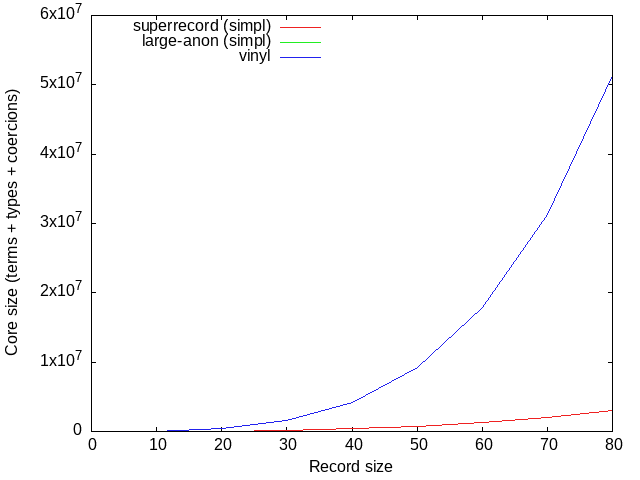 6x10^7
5x10^7
4x10^7
3x10^7
2x10^7
1x10^7
0
Core size (terms + types + coercions)
superrecord (simpl)
large-anon (simpl)
vinyl
0 10 20 30 40 50 60 70 80
Record size